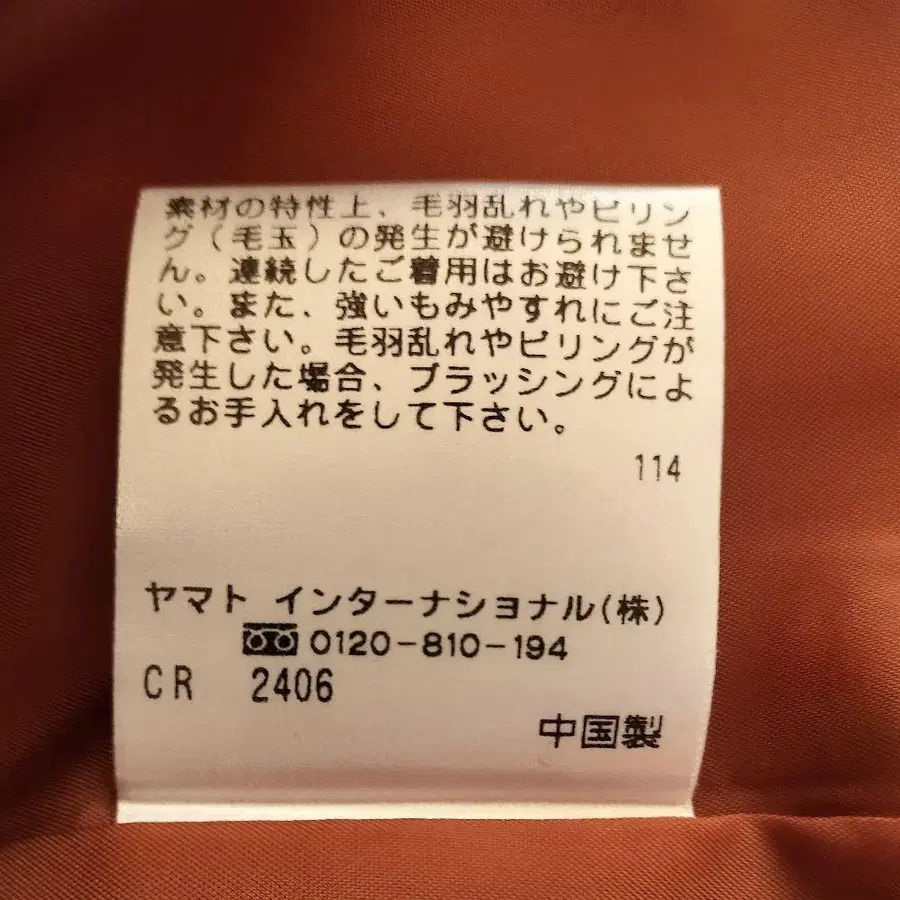 素材の特性上、毛羽乱れやピリン
グ（毛玉）の発生が避けられませ
ん。連続したご着用はお避け下さ
い。また、強いもみやすれにご注
意下さい。毛羽乱れやピリングが
発生した場合、ブラッシングによ
るお手入れをして下さい。
114
ヤマト インターナショナル(株)
0120-810-194
CR 2406
中国製